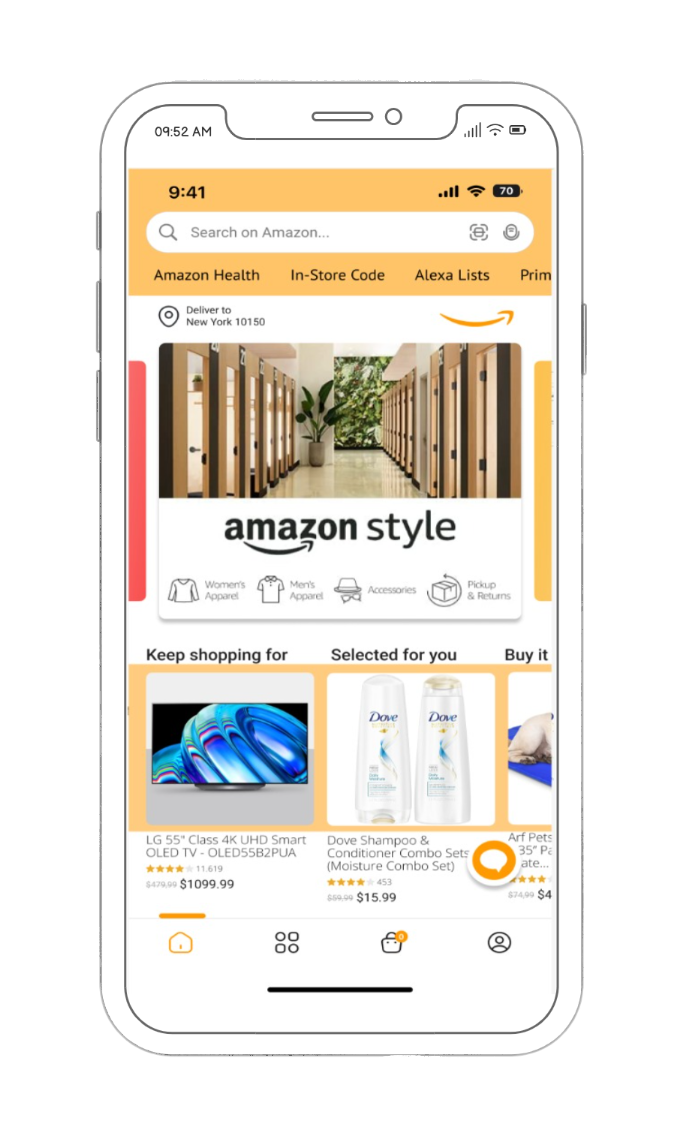 09:52 AM
9:41
70
Search on Amazon...
Amazon Health In-Store Code Alexa Lists Prim
Deliver to
New York 10150
amazon style
Women's
Apparel
Men's
Apparel
Accessories
Pickup
& Returns
Keep shopping for Selected for you Buy it
Dove Dove
LG 55" Class 4K UHD Smart
OLED TV - OLED55B2PUA
11.619
$479,99 $1099.99
Dove Shampoo &
Conditioner Combo Sets
(Moisture Combo Set)
453
$59,99 $15.99
Arf Pets
35" Pa
ate...
$74,99 $4
0